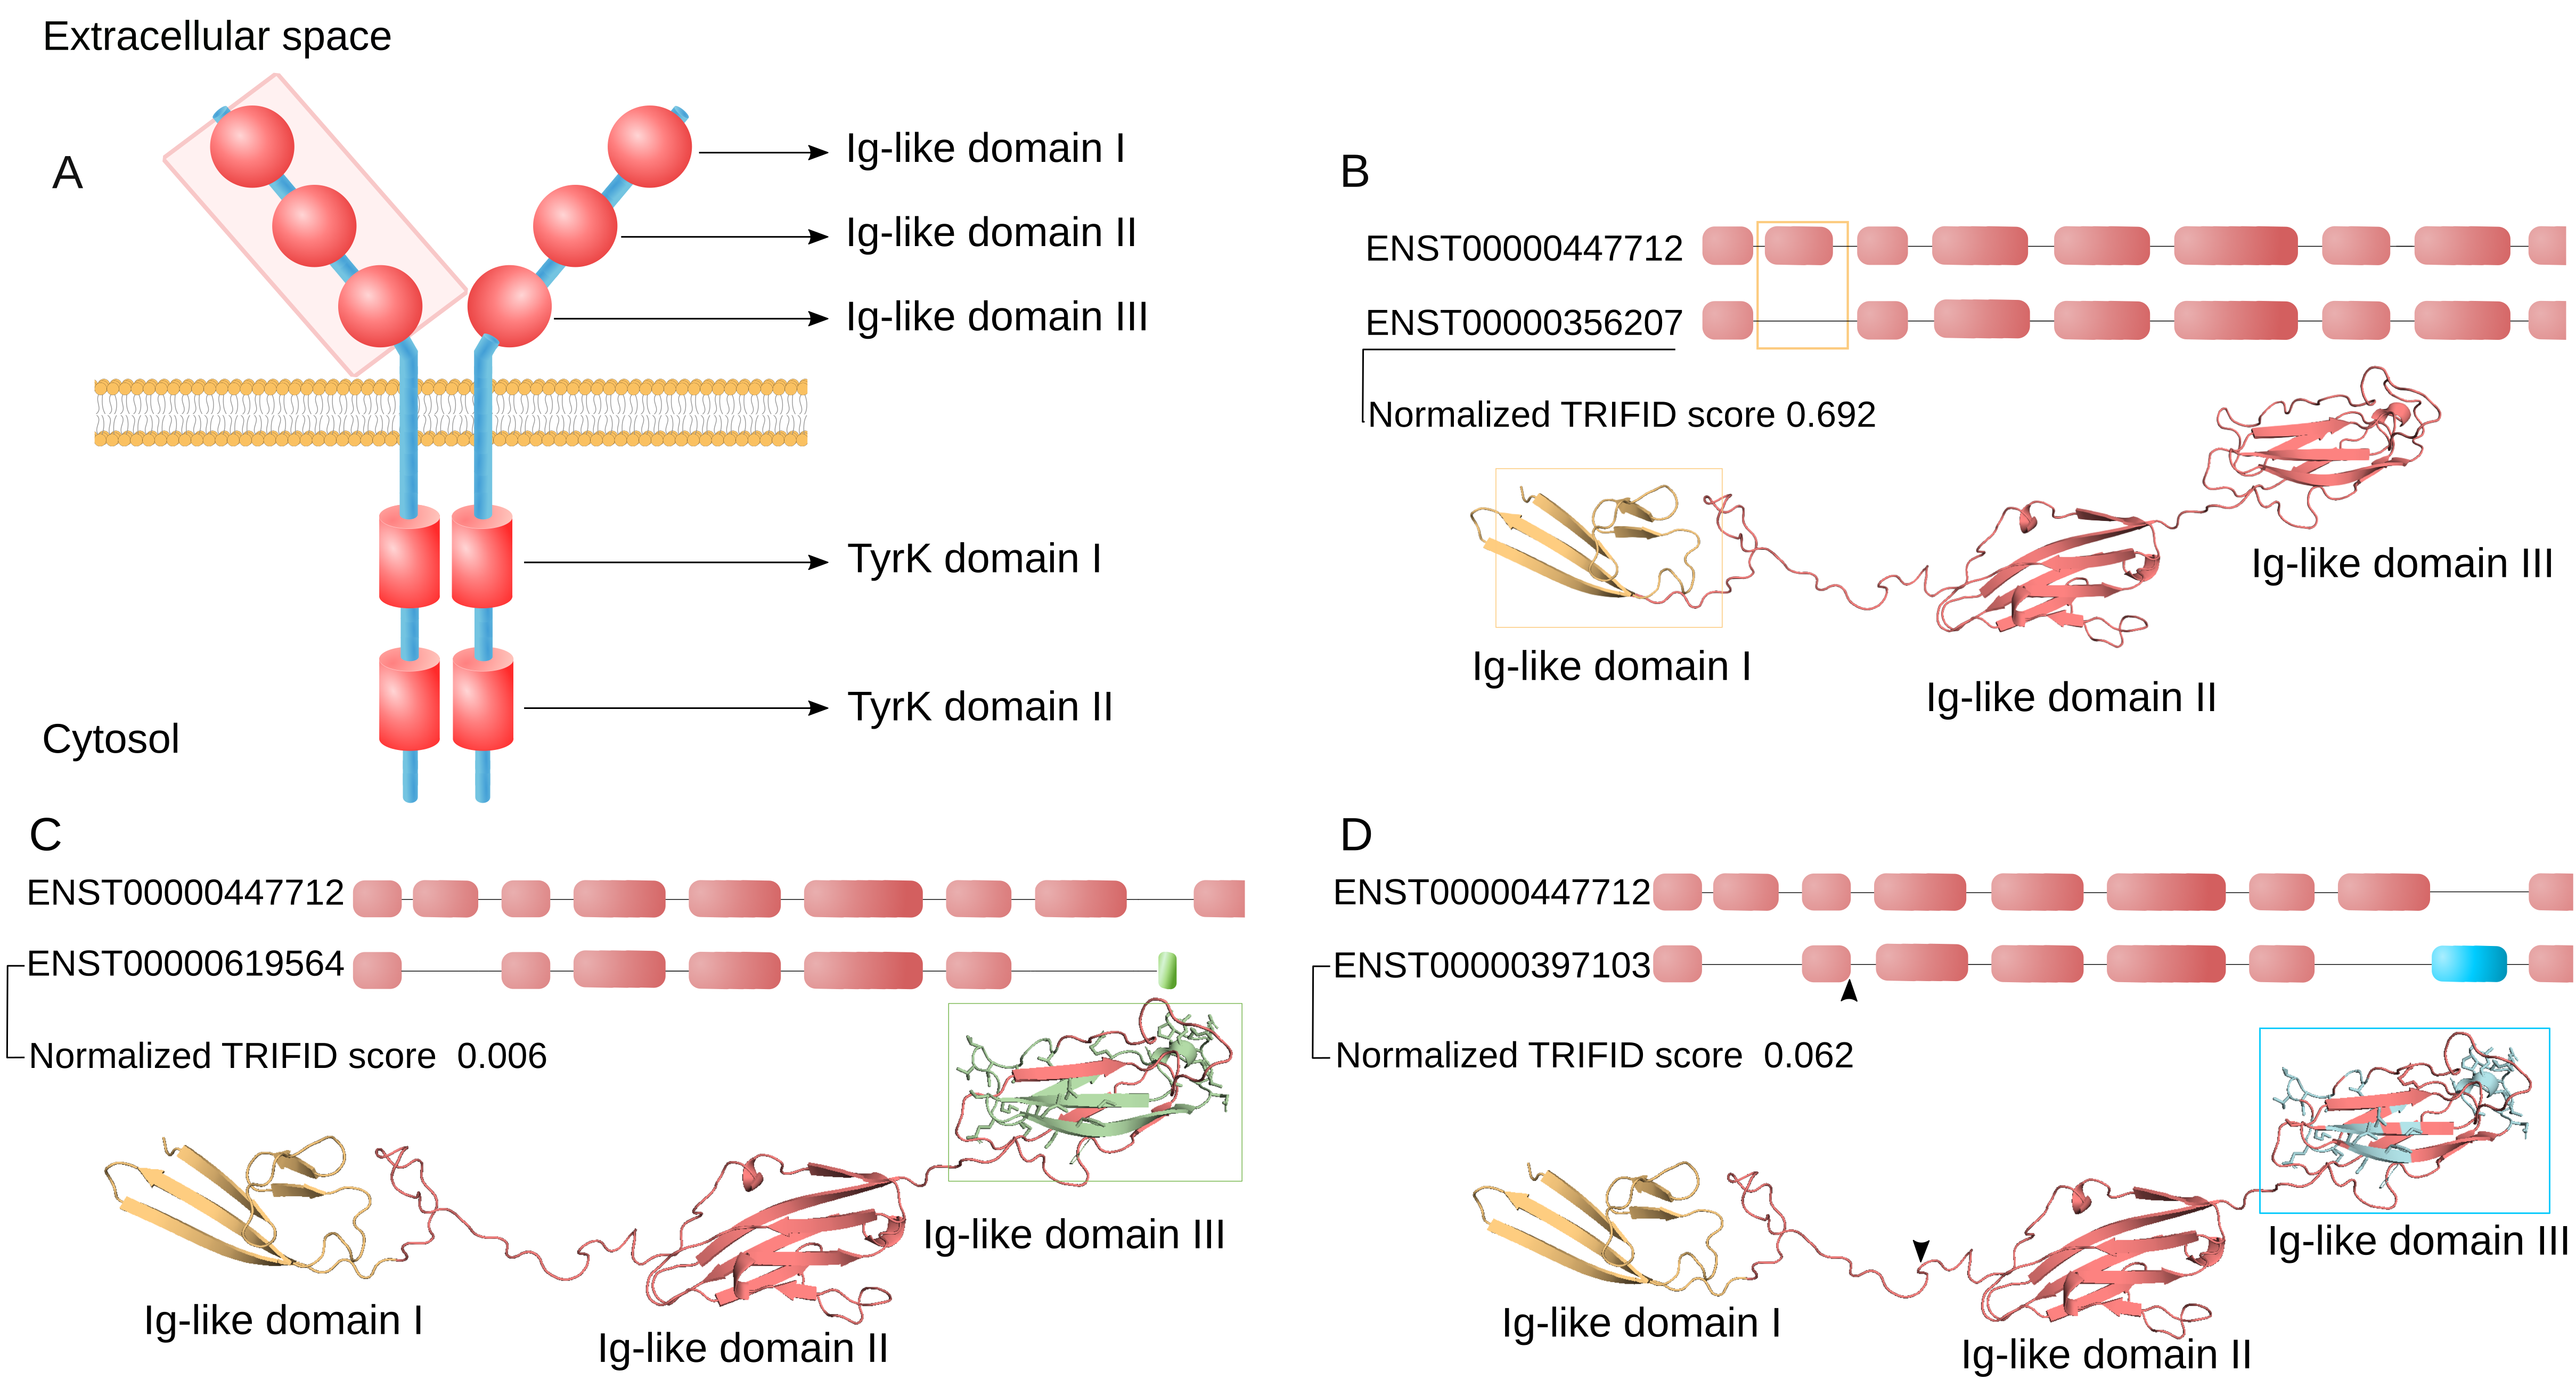 Extracellular space
A
Ig-like domain I
Ig-like domain II
Ig-like domain III
TyrK domain I
TyrK domain II
Cytosol
B
ENST00000447712
ENST00000356207
Normalized TRIFID score 0.692
Ig-like domain III
Ig-like domain I
Ig-like domain II
C
ENST00000447712
ENST00000619564
Normalized TRIFID score 0.006
Ig-like domain III
Ig-like domain I
Ig-like domain II
D
ENST00000447712
ENST00000397103
Normalized TRIFID score 0.062
Ig-like domain III
Ig-like domain I
Ig-like domain II